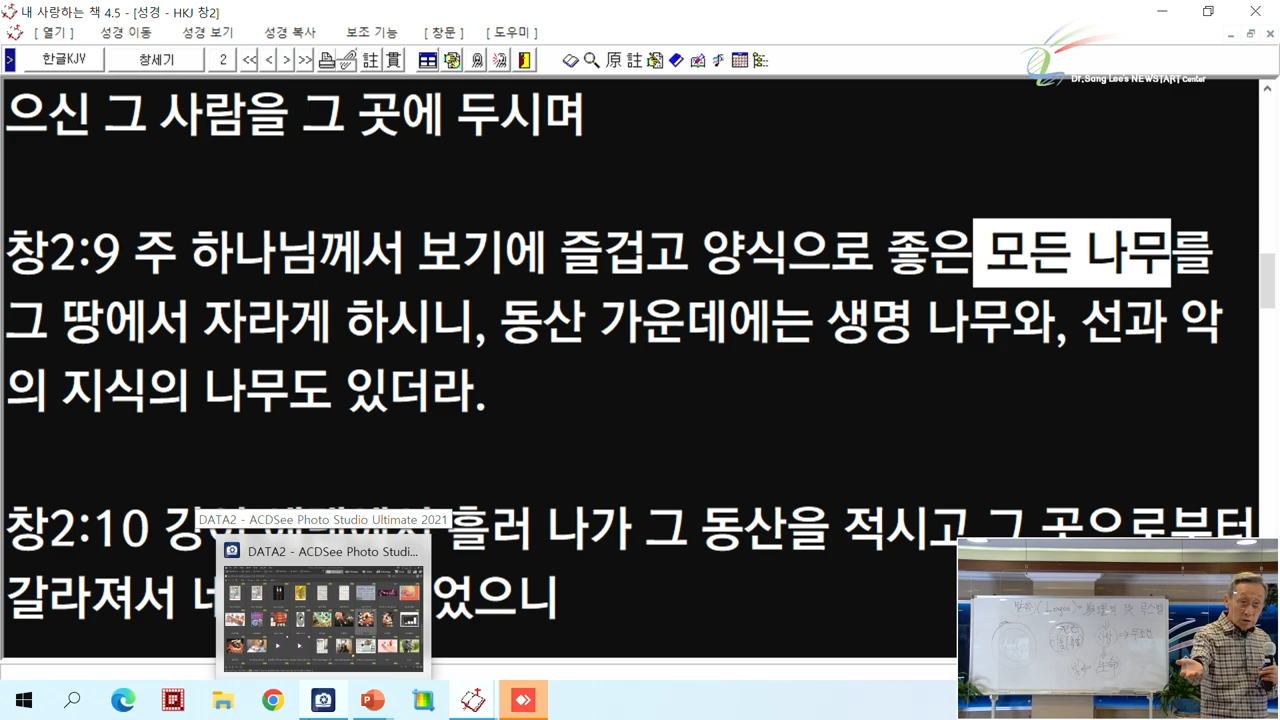 내 사랑하는 책 4.5 - [성경 - HKJ 창2]
[ 열기 ] 성경 이동 성경 보기 성경 복사 보조 기능 [ 창문 ] [ 도우미 ]
한글KJV 창세기 2 << < > >> 註 貫 原 註
Dr.Sang Lee's NEWSTART Center
으신 그 사람을 그 곳에 두시며
창2:9 주 하나님께서 보기에 즐겁고 양식으로 좋은 모든 나무를
그 땅에서 자라게 하시니, 동산 가운데에는 생명 나무와, 선과 악
의 지식의 나무도 있더라.
창2:10 강이 흘러 나가 그 동산을 적시고 그 곳으로부터
DATA2 - ACDSee Photo Studio Ultimate 2021
DATA2 - ACDSee Photo Studi...
갈라져서 었으니
(Logos)